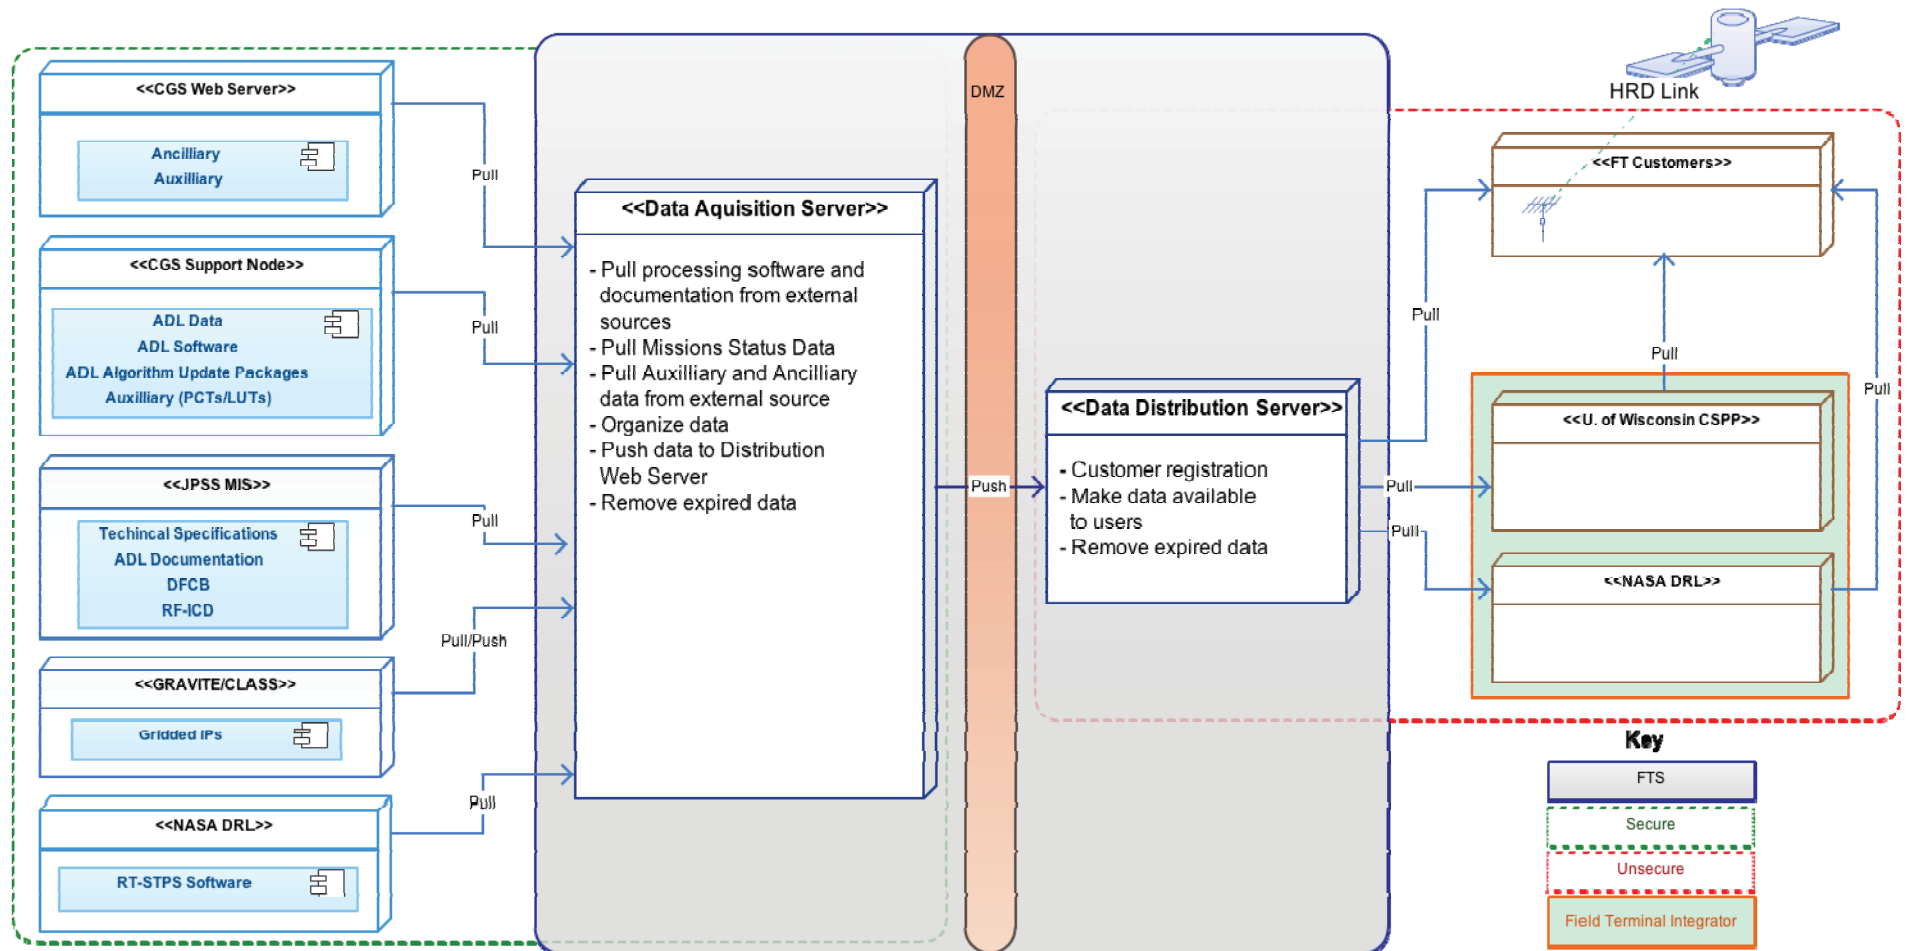 <<CGS Web Server>>
Ancilliary
Auxilliary
Pull
<<CGS Support Node>>
ADL Data
ADL Software
ADL Algorithm Update Packages
Auxilliary (PCTs/LUTs)
Pull
<<JPSS MIS>>
Techincal Specifications
ADL Documentation
DFCB
RF-ICD
Pull
<<GRAVITE/CLASS>>
Gridded IPs
Pull/Push
<<NASA DRL>>
RT-STPS Software
Pull
<<Data Aquisition Server>>
- Pull processing software and
documentation from external
sources
- Pull Missions Status Data
- Pull Auxilliary and Ancilliary
data from external source
- Organize data
- Push data to Distribution
Web Server
- Remove expired data
DMZ
Push
<<Data Distribution Server>>
- Customer registration
- Make data available
to users
- Remove expired data
Pull
Pull
Pull
HRD Link
<<FT Customers>>
Pull
Pull
<<U. of Wisconsin CSPP>>
<<NASA DRL>>
Key
FTS
Secure
Unsecure
Field Terminal Integrator